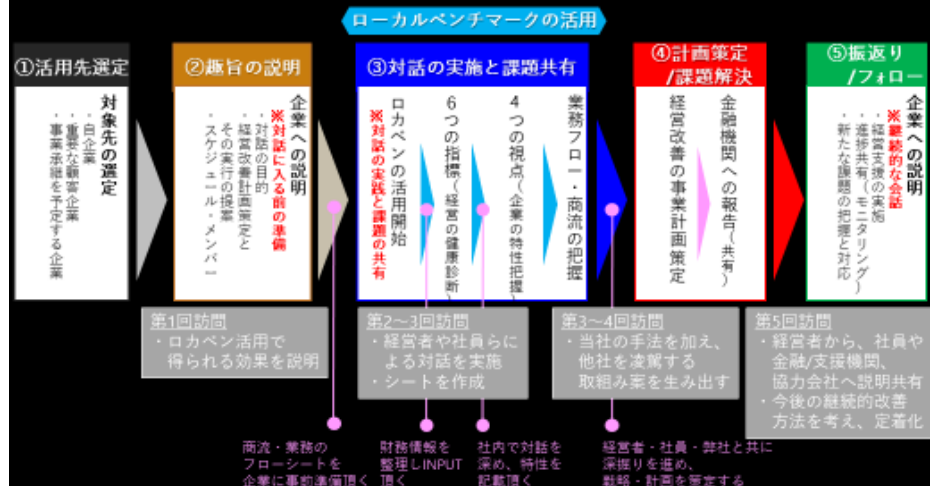 ローカルベンチマークの活用
①活用先選定
対象先の選定
・自企業
・重要な顧客企業
・事業承継を予定する企業
②趣旨の説明
企業への説明
※対話に入る前の準備
・対話の目的
・経営改善計画策定と
その実行の提案
・スケジュール・メンバー
③対話の実施と課題共有
業務フロー・商流の把握
4つの視点(企業の特性把握)
6つの指標(経営の健康診断)
ロカベンの活用開始
※対話の実践と課題の共有
④計画策定
/課題解決
金融機関への報告(共有)
経営改善の事業計画策定
⑤振返り
/フォロー
企業への説明
※継続的な会話
・経営支援の実施
・進捗共有(モニタリング)
・新たな課題の把握と対応
第1回訪問
・ロカベン活用で
得られる効果を説明
第2～3回訪問
・経営者や社員らに
よる対話を実施
・シートを作成
第3～4回訪問
・当社の手法を加え、
他社を凌駕する
取組み案を生み出す
第5回訪問
・経営者から、社員や
金融/支援機関、
協力会社へ説明共有
・今後の継続的改善
方法を考え、定着化
商流・業務の
フローシートを
企業に事前準備頂く
財務情報を
整理しINPUT
頂く
社内で対話を
深め、特性を
記載頂く
経営者・社員・弊社と共に
深掘りを進め、
戦略・計画を策定する